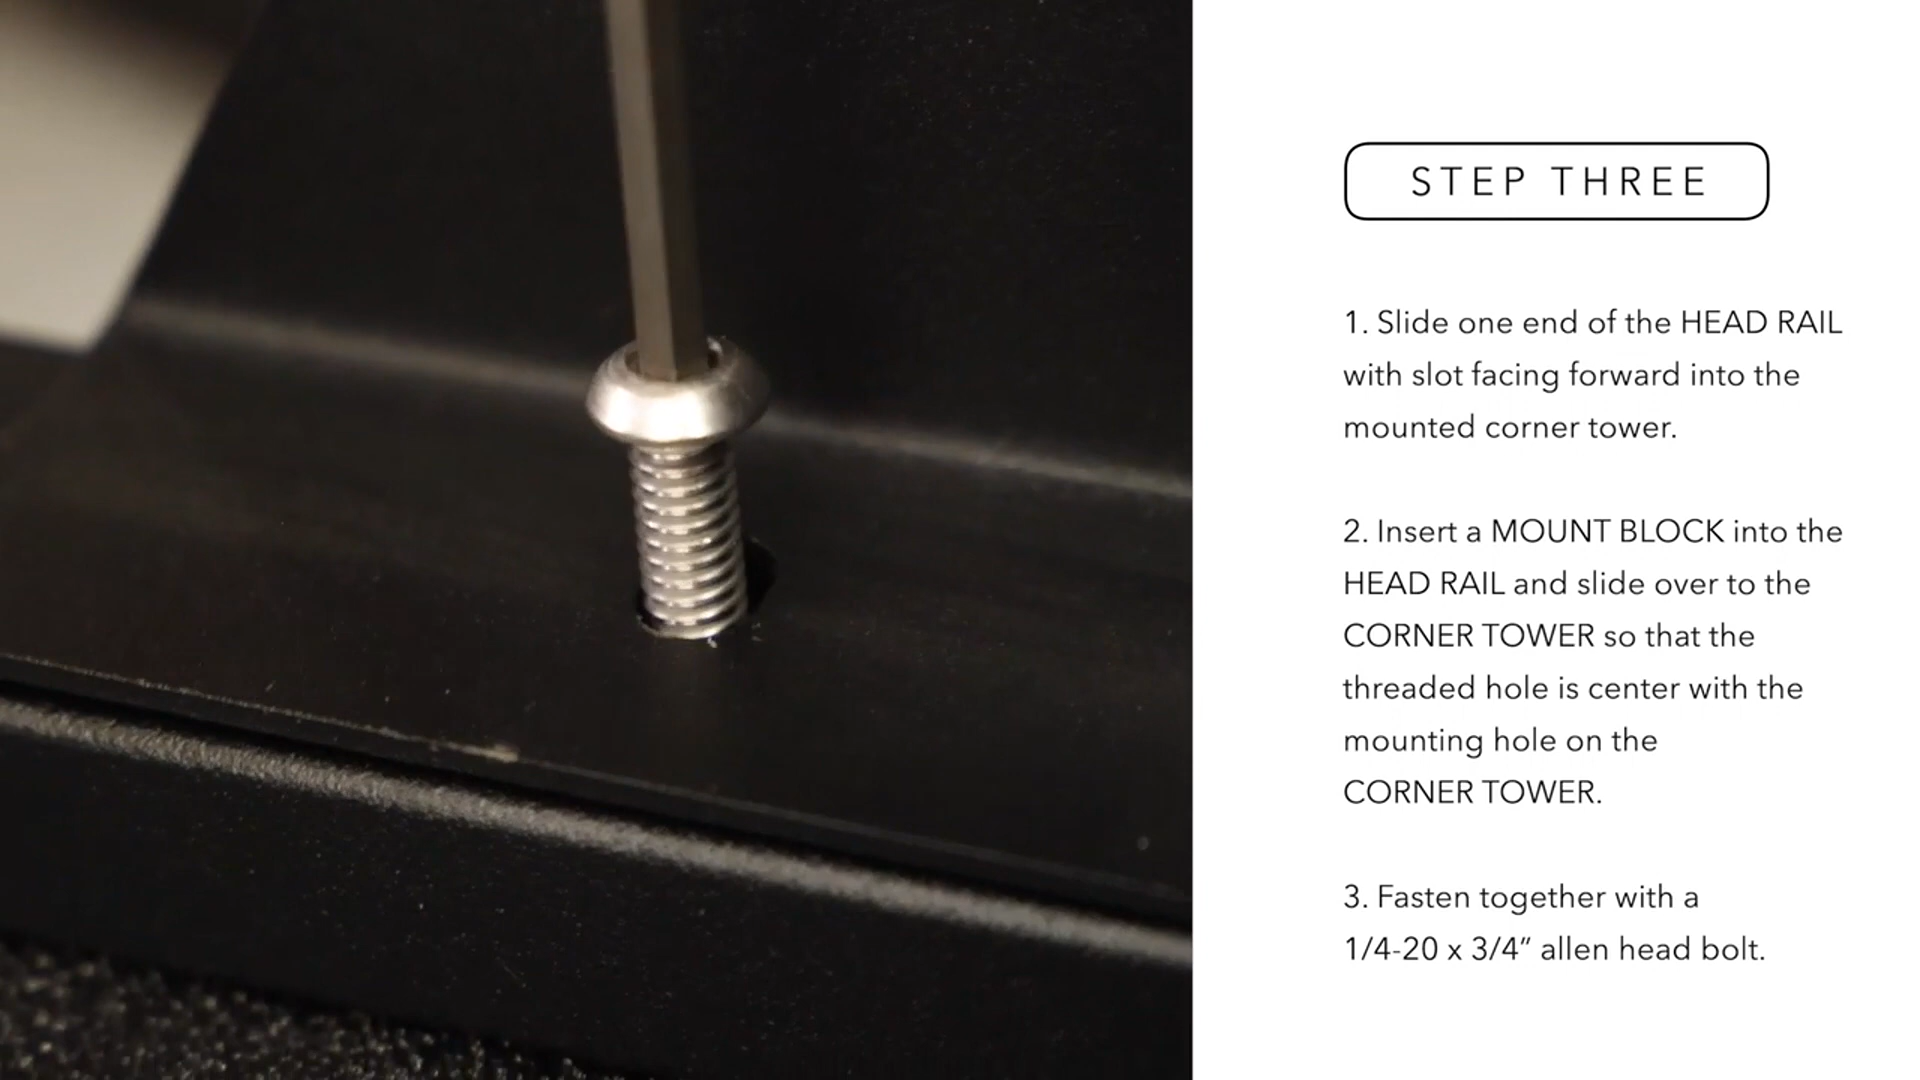 STEP THREE
1. Slide one end of the HEAD RAIL
with slot facing forward into the
mounted corner tower.
2. Insert a MOUNT BLOCK into the
HEAD RAIL and slide over to the
CORNER TOWER so that the
threaded hole is center with the
mounting hole on the
CORNER TOWER.
3. Fasten together with a
1/4-20 x 3/4” allen head bolt.